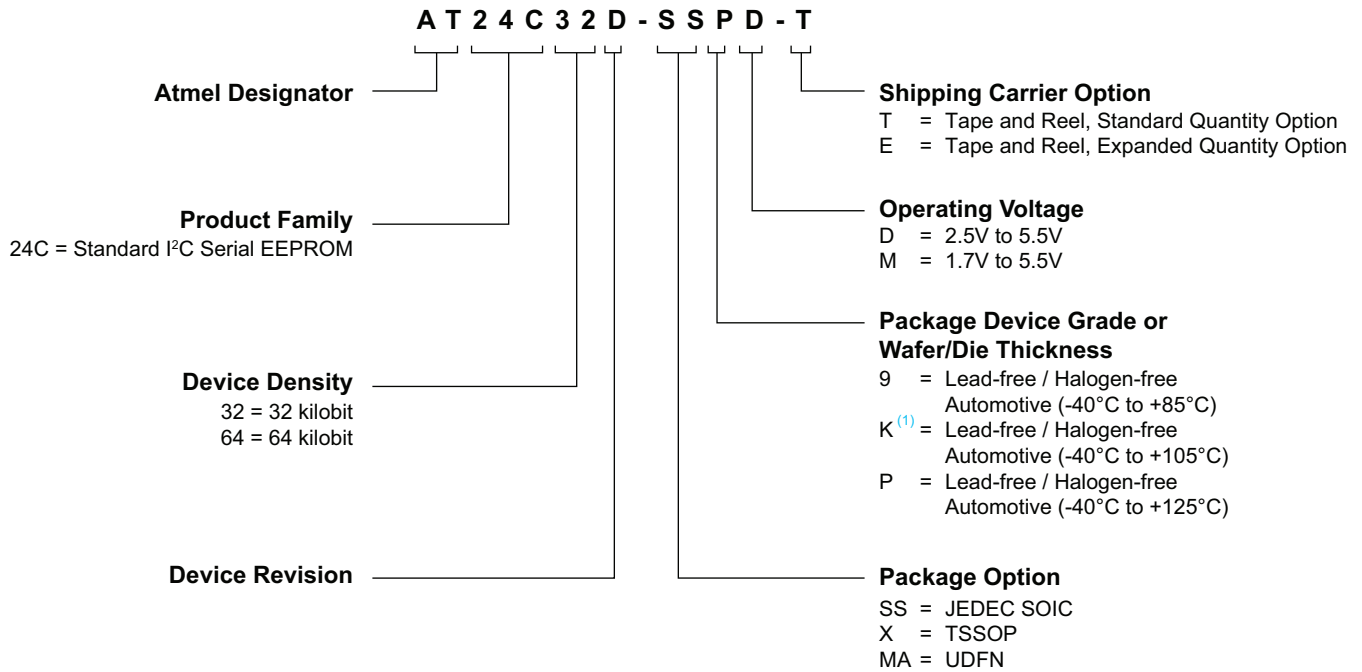 AT24C32D-SSPD-T
Atmel Designator
Product Family
24C = Standard I²C Serial EEPROM
Device Density
32 = 32 kilobit
64 = 64 kilobit
Device Revision
Shipping Carrier Option
T = Tape and Reel, Standard Quantity Option
E = Tape and Reel, Expanded Quantity Option
Operating Voltage
D = 2.5V to 5.5V
M = 1.7V to 5.5V
Package Device Grade or
Wafer/Die Thickness
9 = Lead-free / Halogen-free
Automotive (-40°C to +85°C)
K(1) = Lead-free / Halogen-free
Automotive (-40°C to +105°C)
P = Lead-free / Halogen-free
Automotive (-40°C to +125°C)
Package Option
SS = JEDEC SOIC
X = TSSOP
MA = UDFN